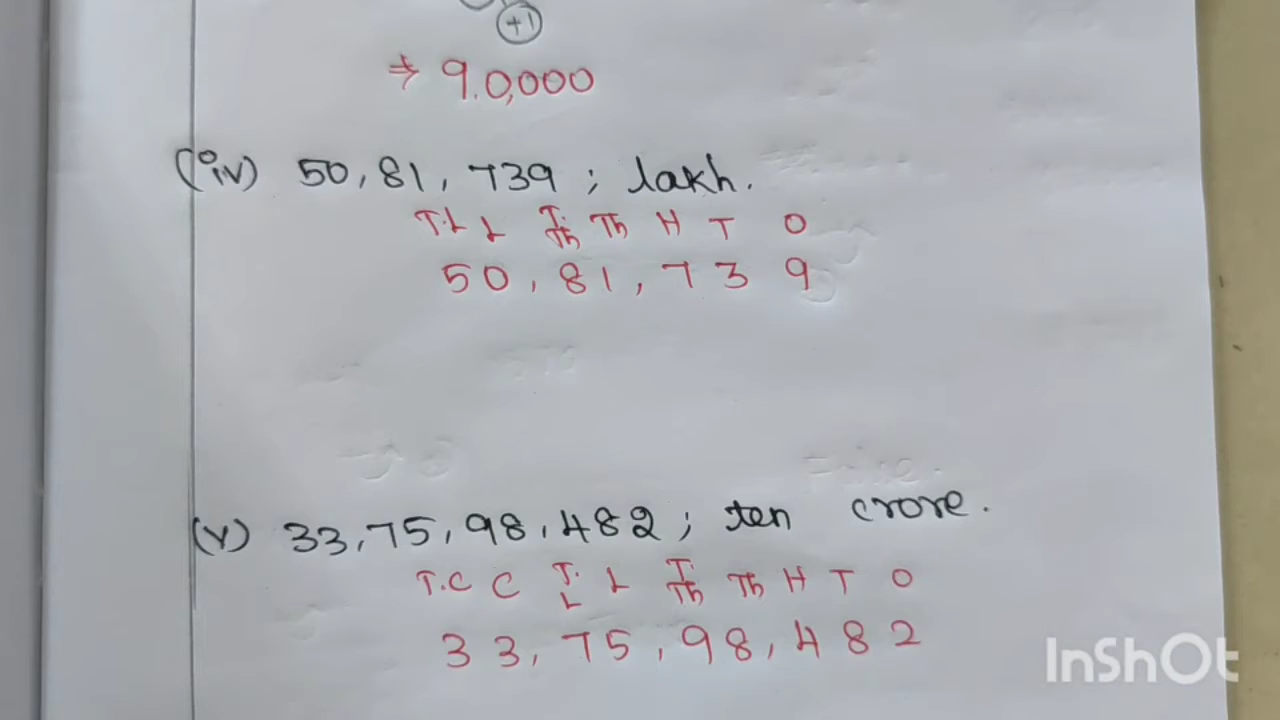 +1
⇒ 9.0,000
(iv) 50,81,739 ; lakh.
T.L L T.Th Th H T O
50,81,739
(v) 33,75,98,482 ; ten crore.
T.C C T.L L T.Th Th H T O
33,75,98,482
InShOt